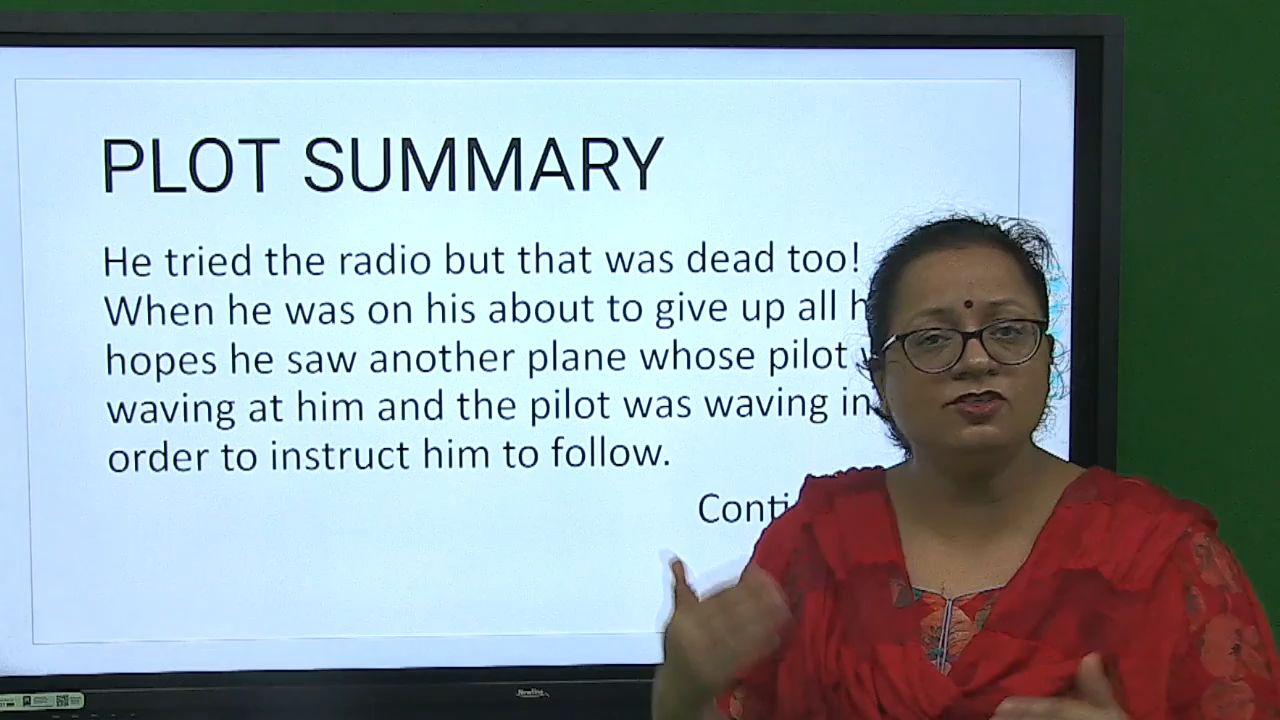 PLOT SUMMARY
He tried the radio but that was dead too!
When he was on his about to give up all
hopes he saw another plane whose pilot
waving at him and the pilot was waving in
order to instruct him to follow.
Newline